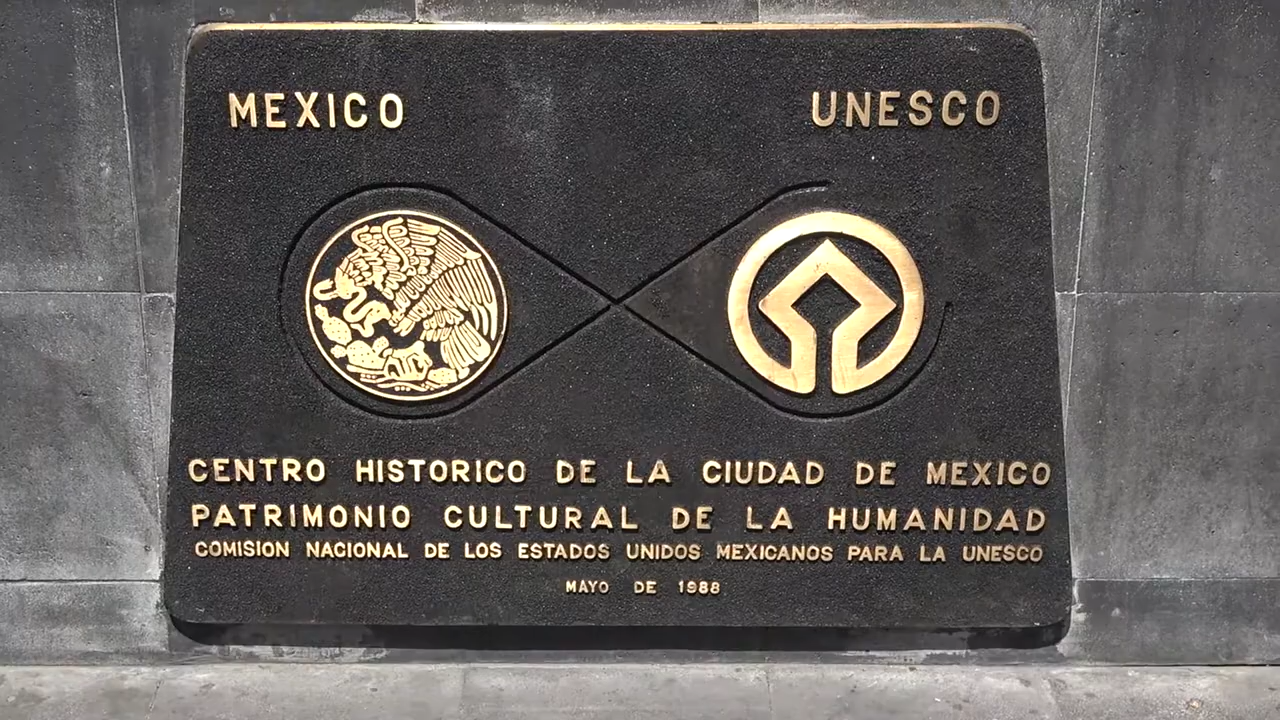 MEXICO UNESCO
CENTRO HISTORICO DE LA CIUDAD DE MEXICO
PATRIMONIO CULTURAL DE LA HUMANIDAD
COMISION NACIONAL DE LOS ESTADOS UNIDOS MEXICANOS PARA LA UNESCO
MAYO DE 1988